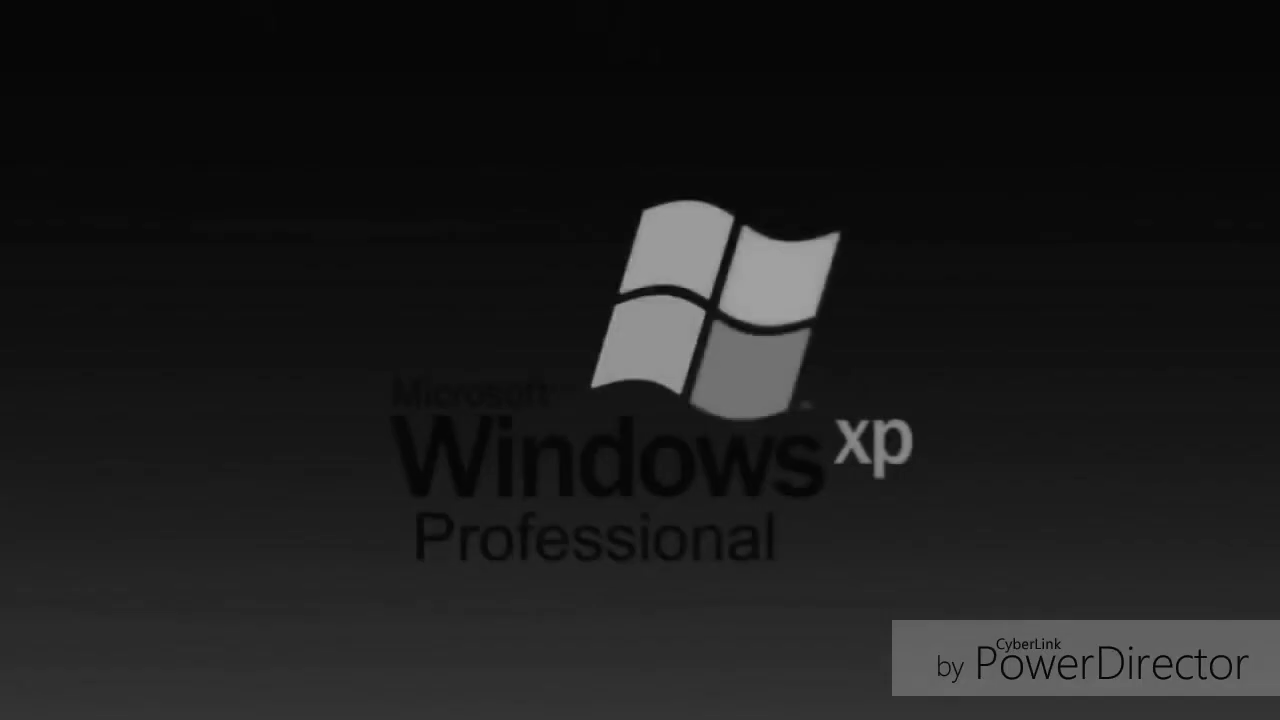 Microsoft
Windows xp
Professional
CyberLink
by PowerDirector